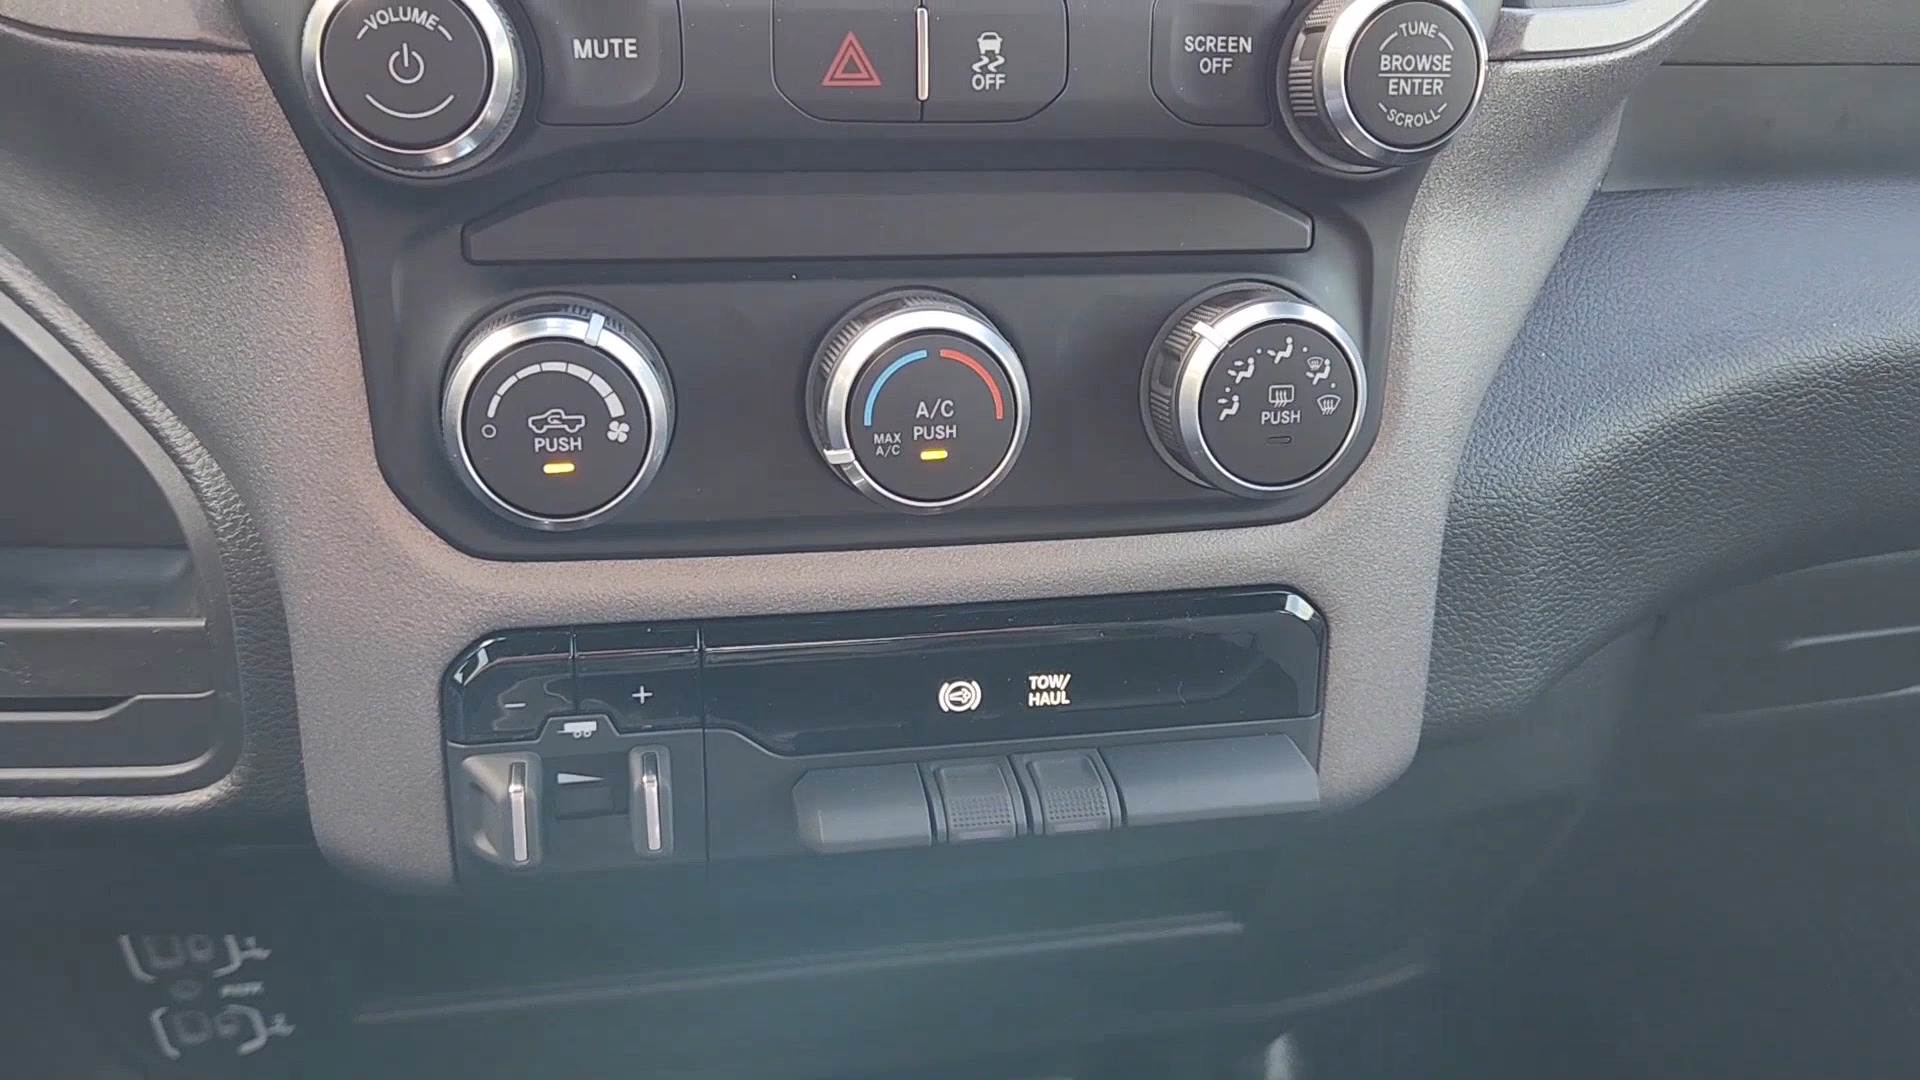 VOLUME
MUTE
OFF
SCREEN
OFF
TUNE
BROWSE
ENTER
SCROLL
PUSH
A/C
PUSH
MAX
A/C
PUSH
−
+
TOW/
HAUL